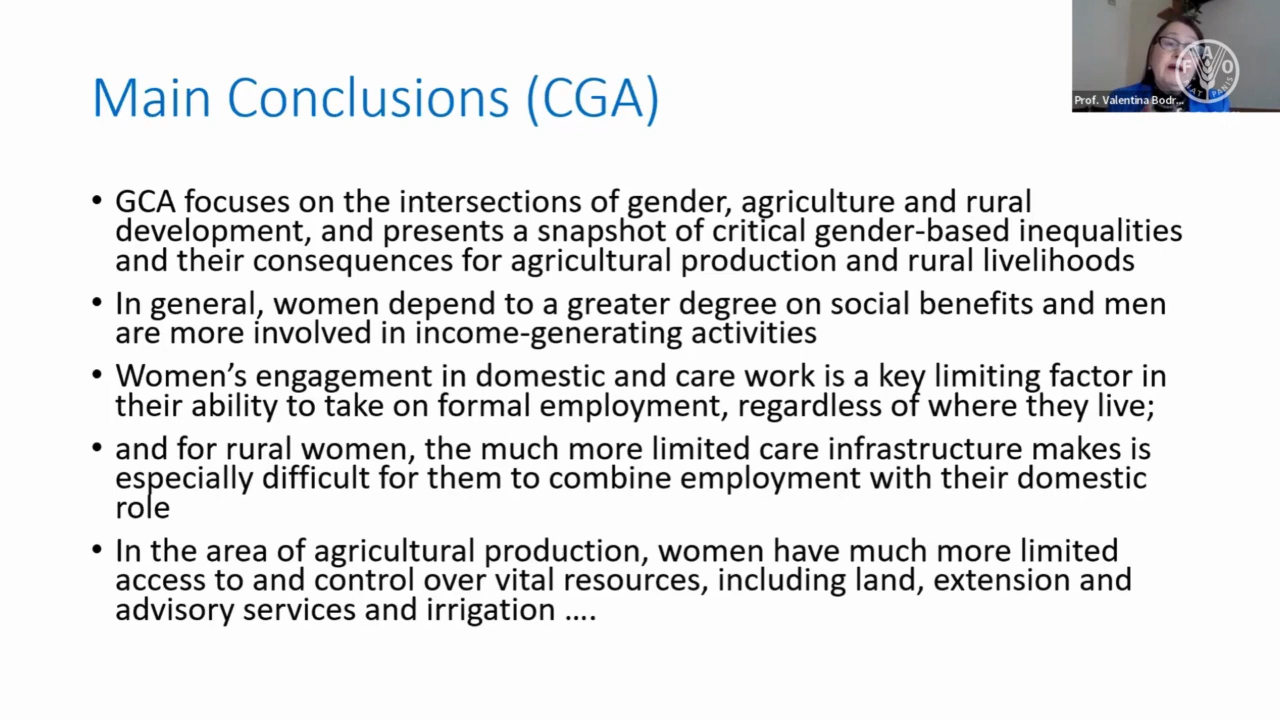 Main Conclusions (CGA)
Prof. Valentina Bodr...
FAO
FIAT PANIS
• GCA focuses on the intersections of gender, agriculture and rural
development, and presents a snapshot of critical gender-based inequalities
and their consequences for agricultural production and rural livelihoods
• In general, women depend to a greater degree on social benefits and men
are more involved in income-generating activities
• Women’s engagement in domestic and care work is a key limiting factor in
their ability to take on formal employment, regardless of where they live;
• and for rural women, the much more limited care infrastructure makes is
especially difficult for them to combine employment with their domestic
role
• In the area of agricultural production, women have much more limited
access to and control over vital resources, including land, extension and
advisory services and irrigation ….